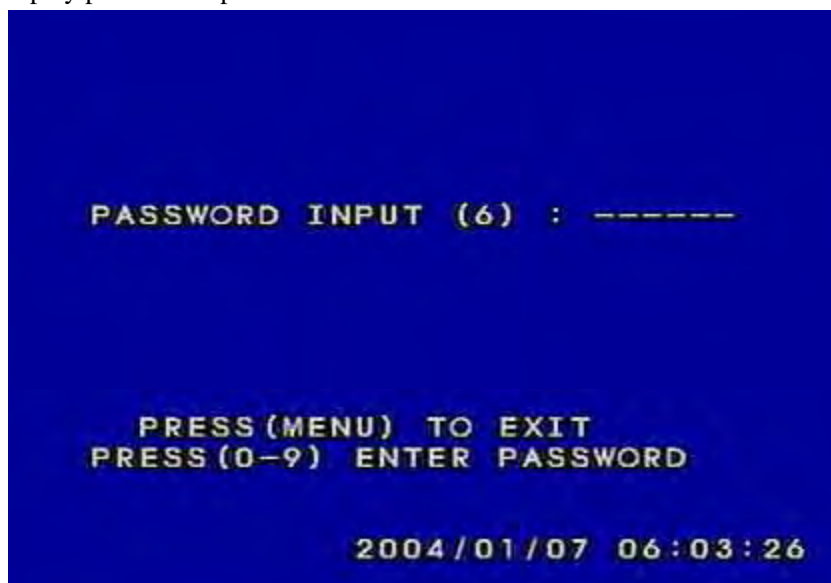 PASSWORD INPUT (6) : ------
PRESS(MENU) TO EXIT
PRESS(0-9) ENTER PASSWORD
2004/01/07 06:03:26